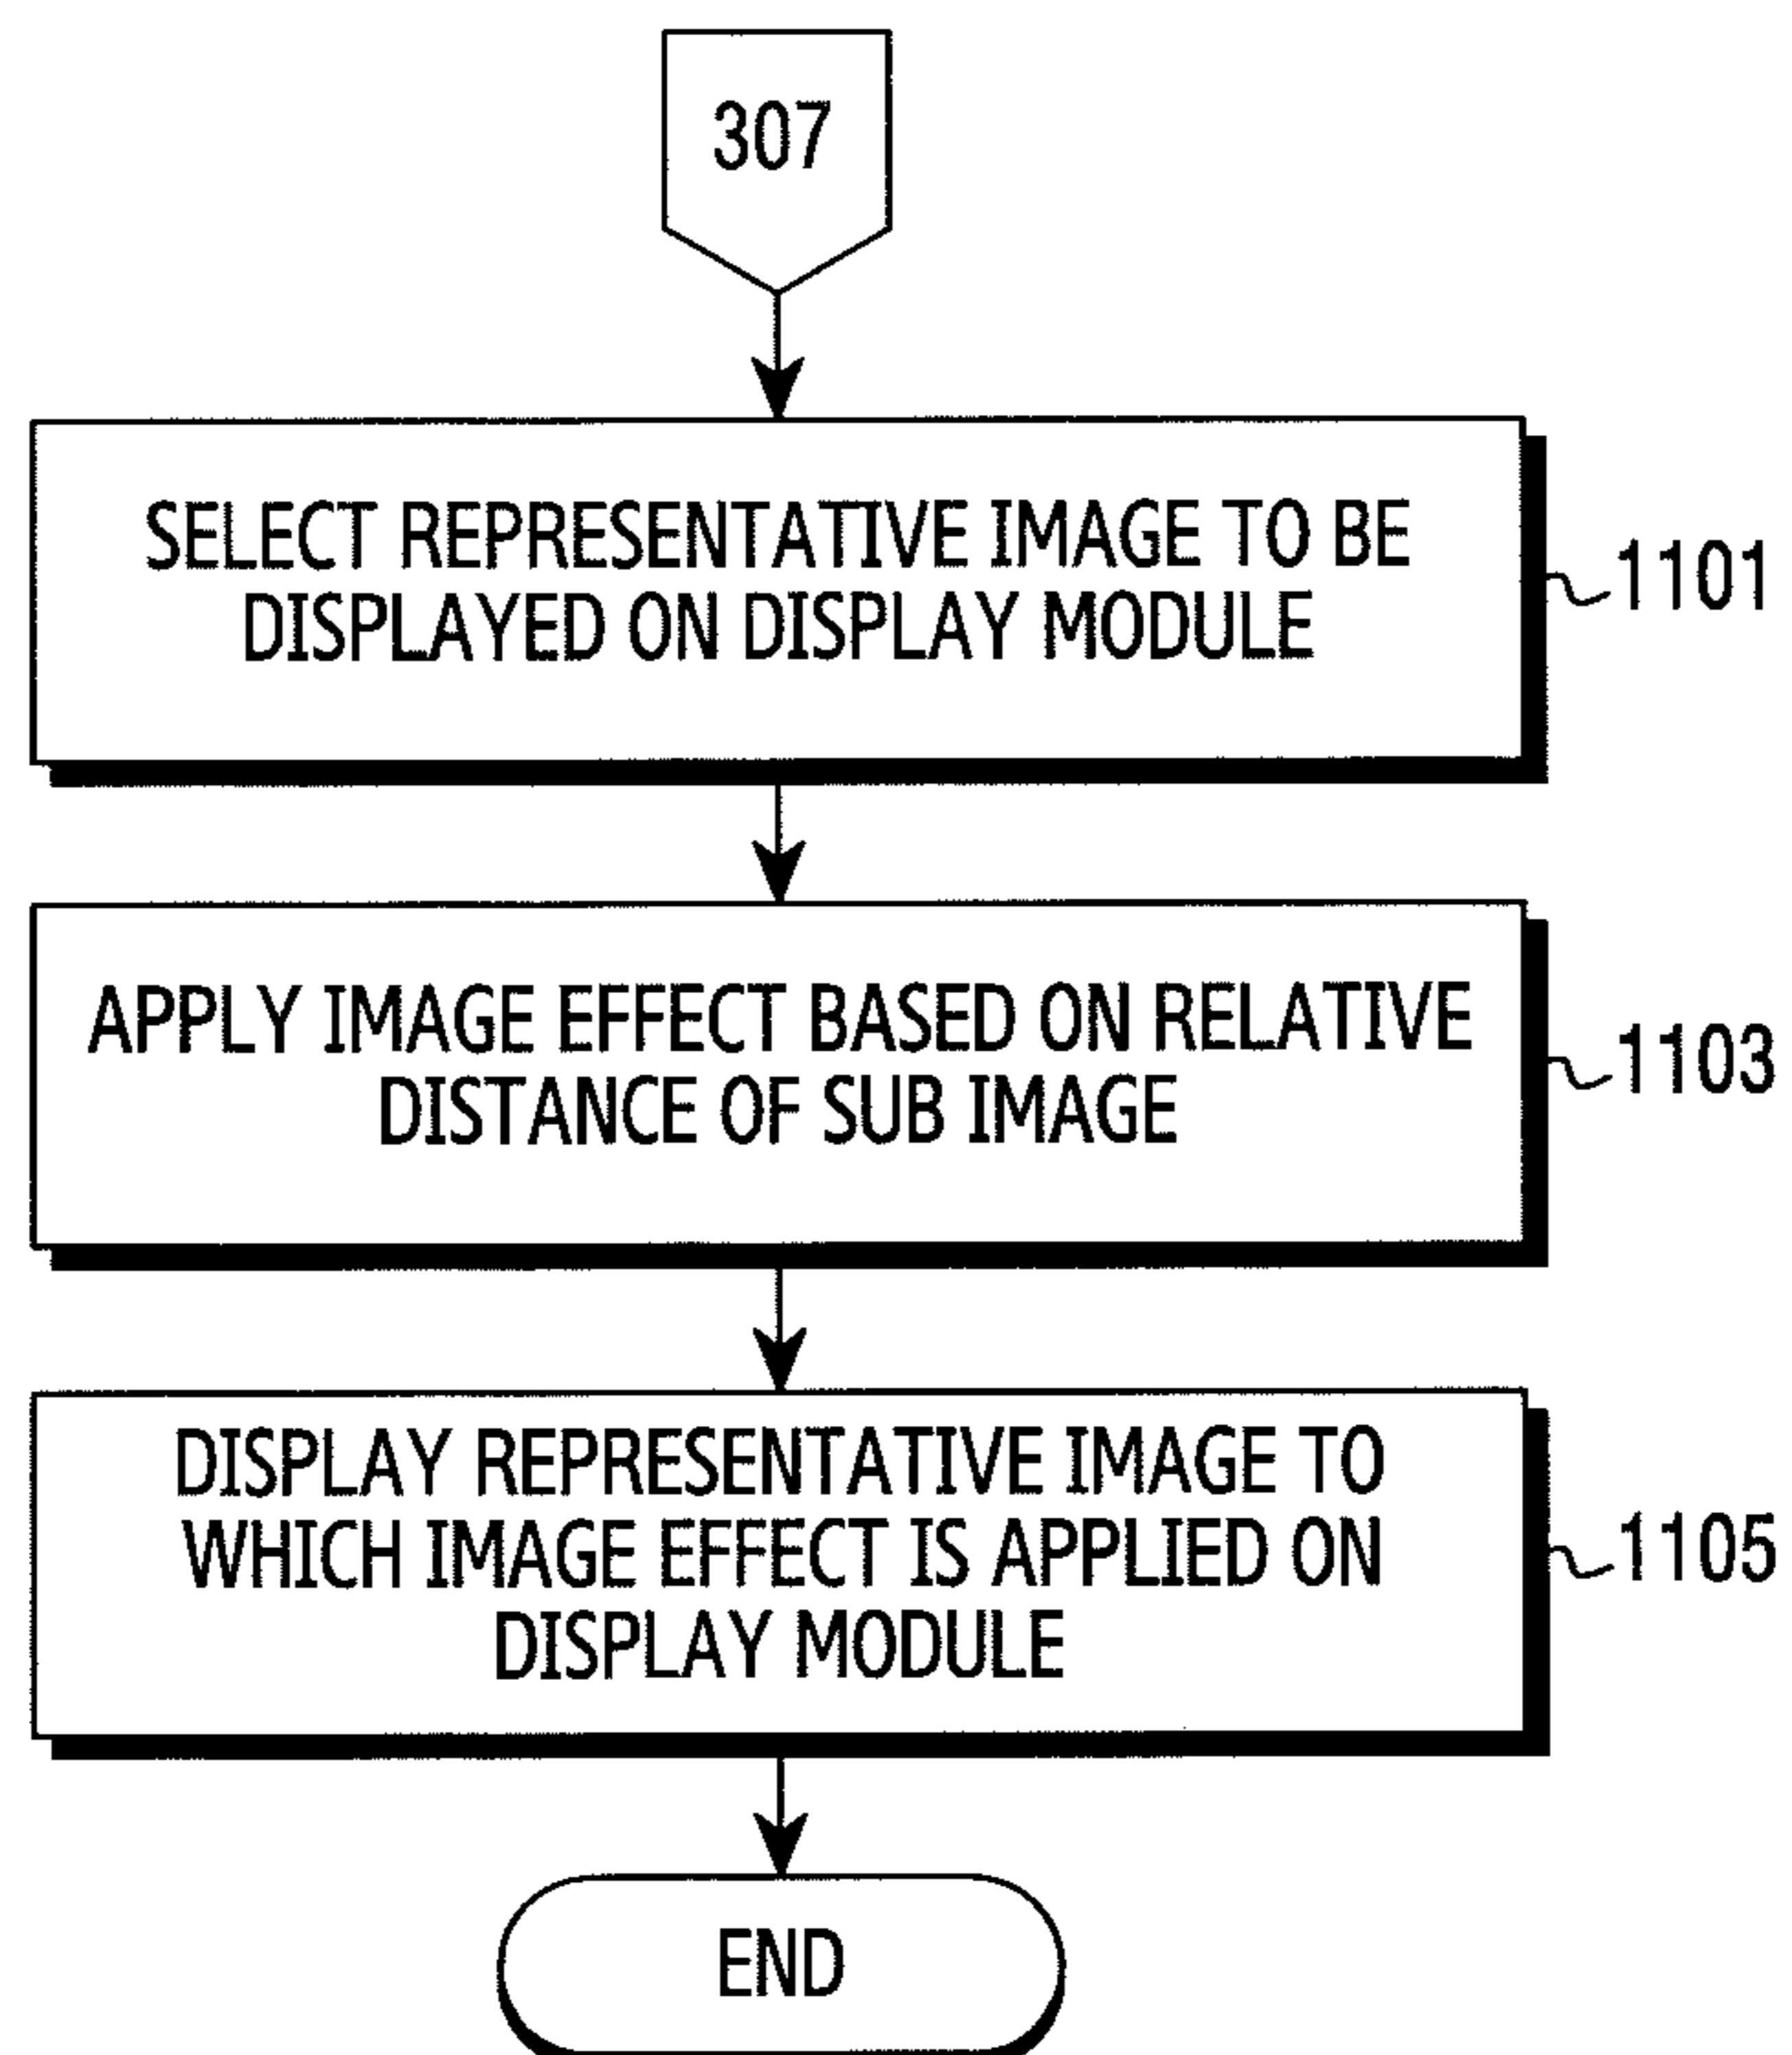 307
SELECT REPRESENTATIVE IMAGE TO BE
DISPLAYED ON DISPLAY MODULE
1101
APPLY IMAGE EFFECT BASED ON RELATIVE
DISTANCE OF SUB IMAGE
1103
DISPLAY REPRESENTATIVE IMAGE TO
WHICH IMAGE EFFECT IS APPLIED ON
DISPLAY MODULE
1105
END